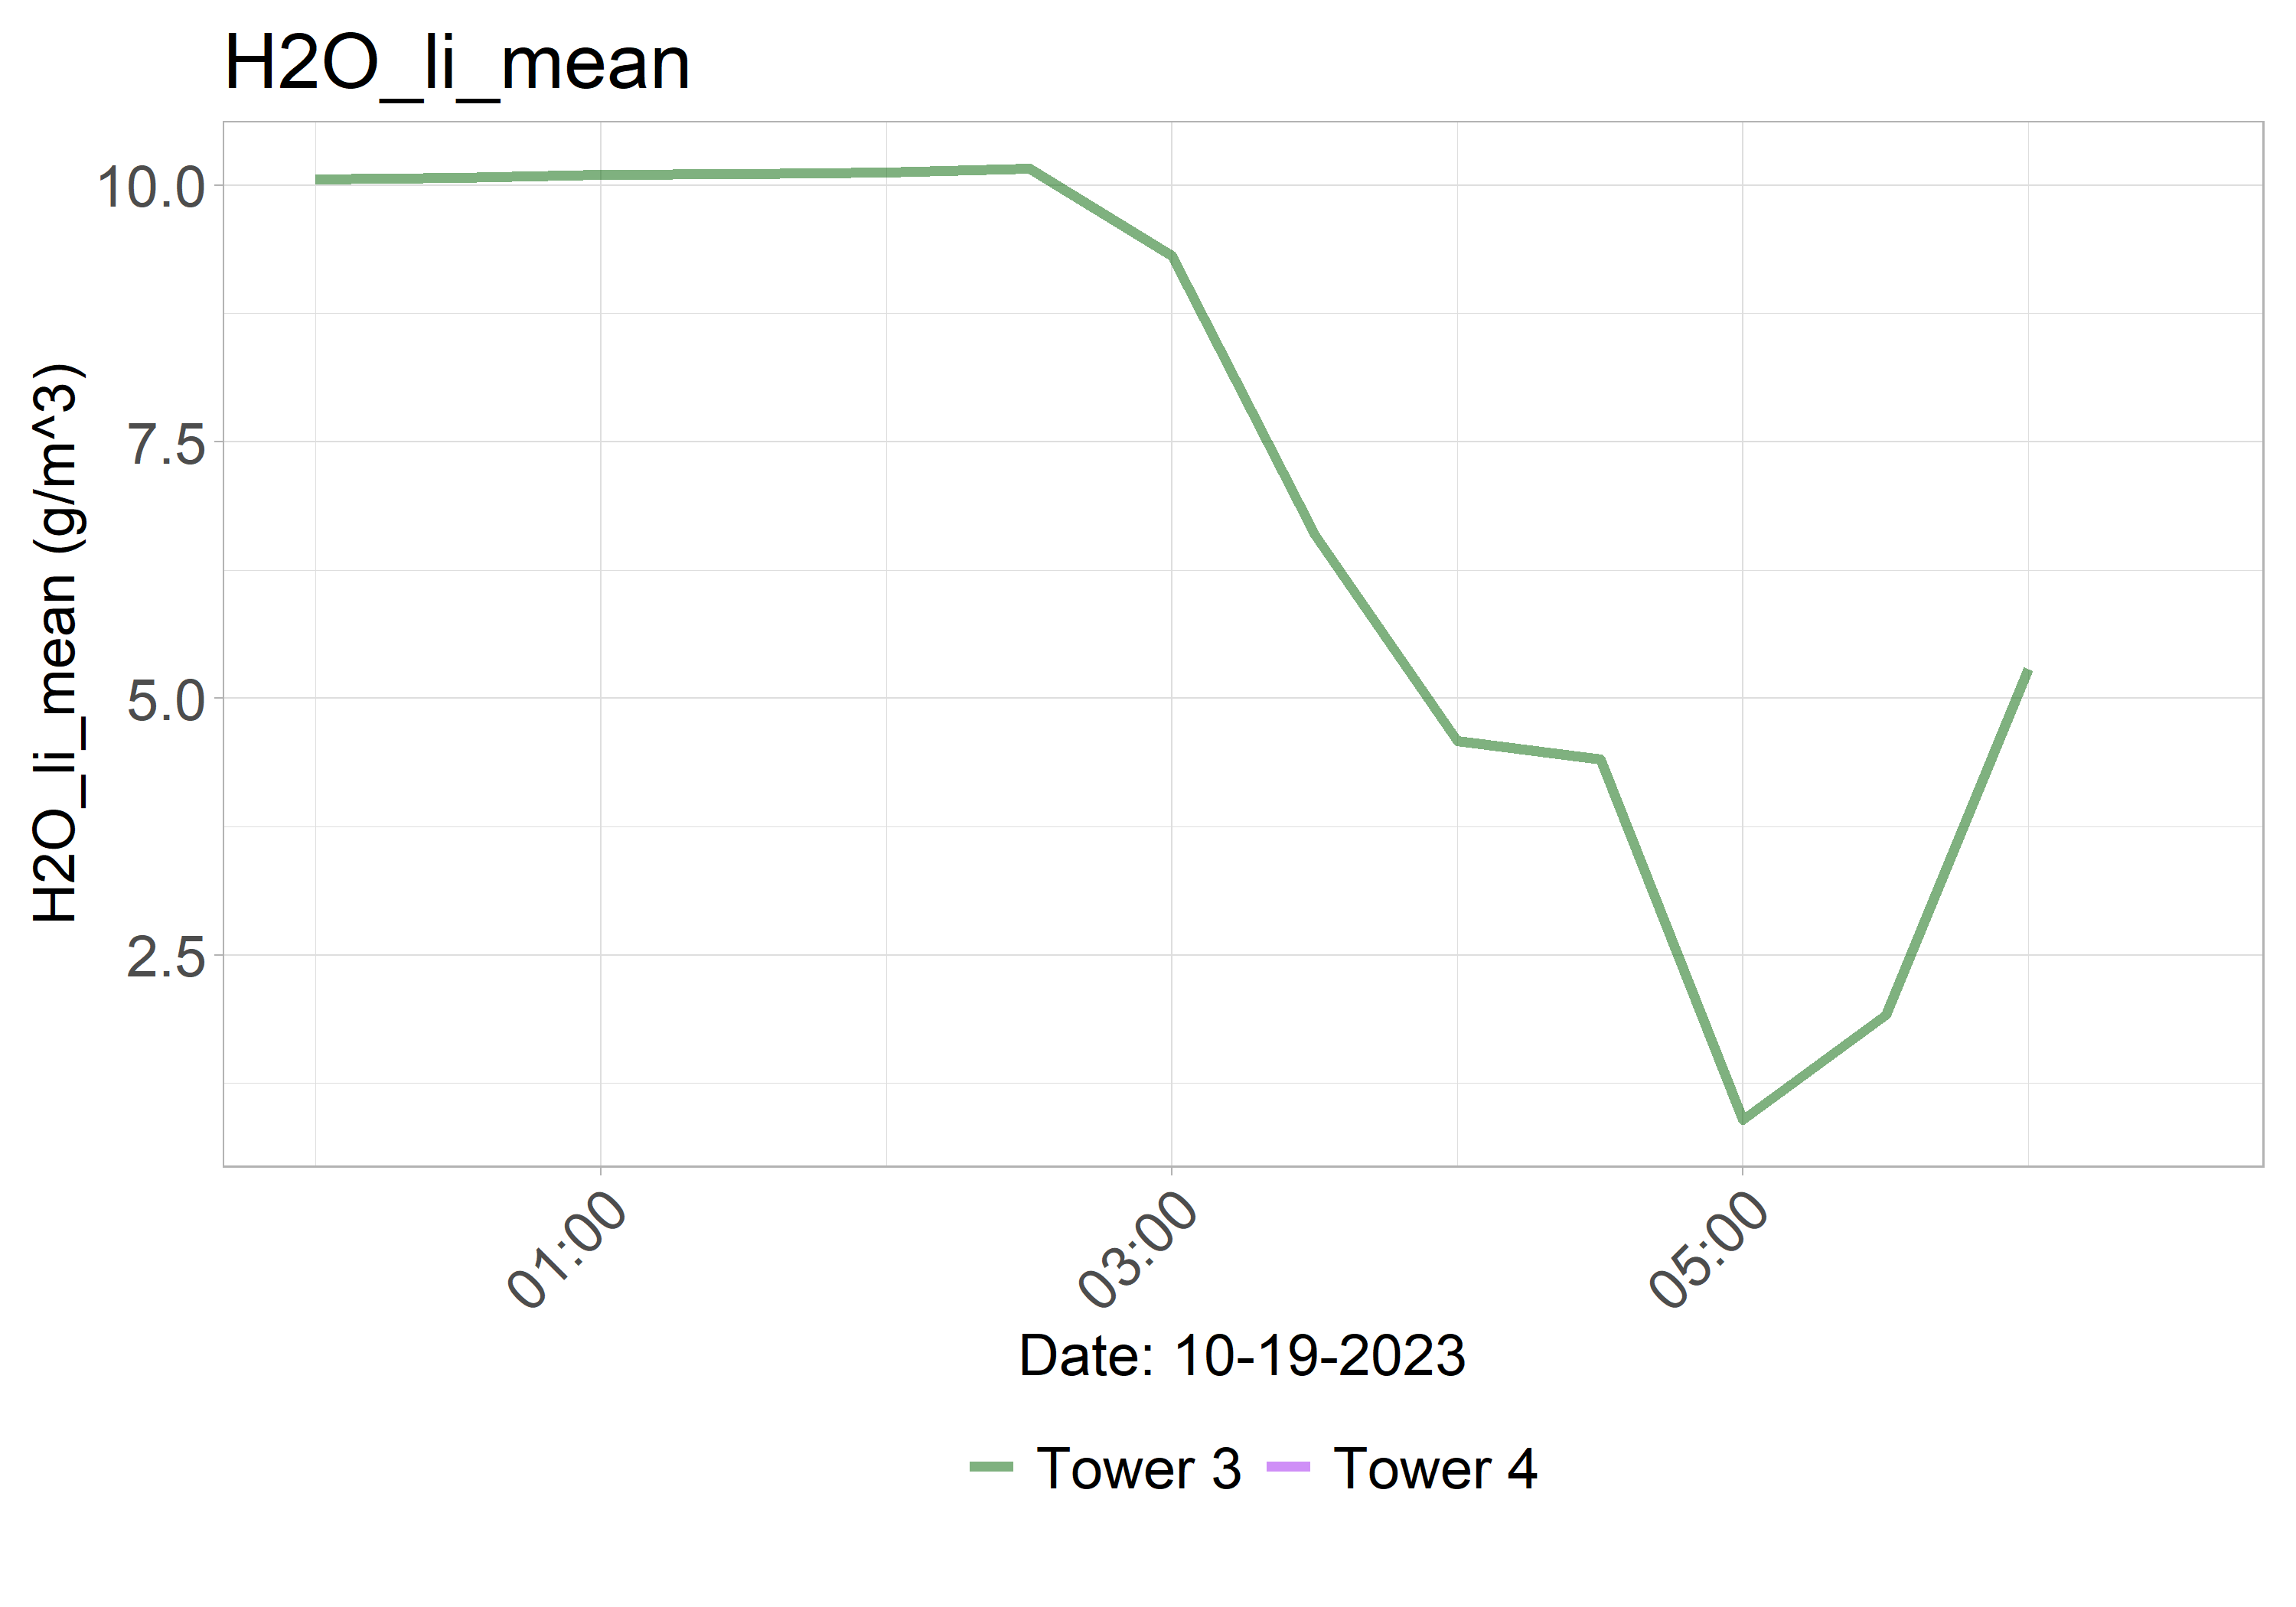 H2O_li_mean
H2O_li_mean (g/m^3)
10.0
7.5
5.0
2.5
01:00
03:00
05:00
Date: 10-19-2023
Tower 3
Tower 4